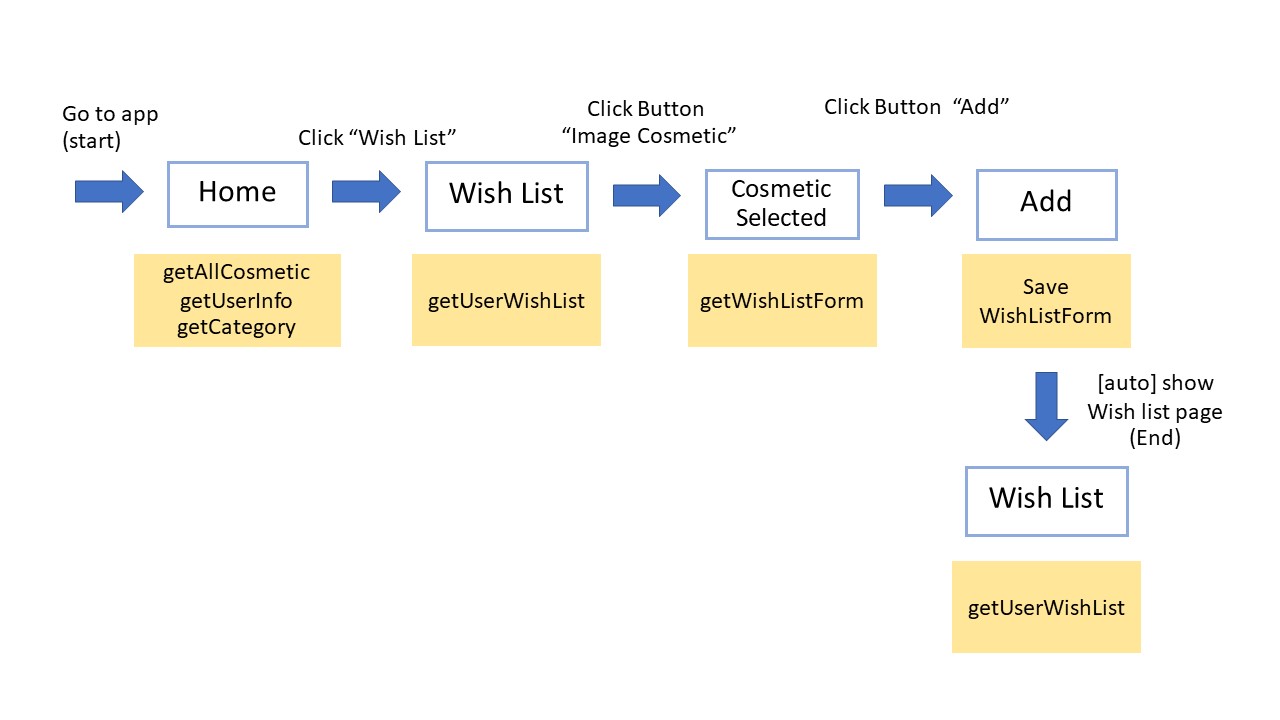 Go to app
(start)
Click “Wish List”
Click Button
“Image Cosmetic”
Click Button “Add”
Home
Wish List
Cosmetic
Selected
Add
getAllCosmetic
getUserInfo
getCategory
getUserWishList
getWishListForm
Save
WishListForm
[auto] show
Wish list page
(End)
Wish List
getUserWishList